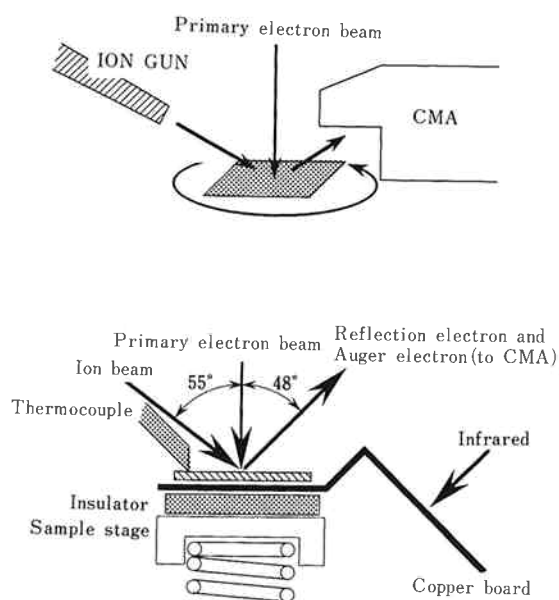 Primary electron beam
ION GUN
CMA
Primary electron beam
Reflection electron and
Auger electron(to CMA)
Ion beam
55°
48°
Thermocouple
Infrared
Insulator
Sample stage
Copper board